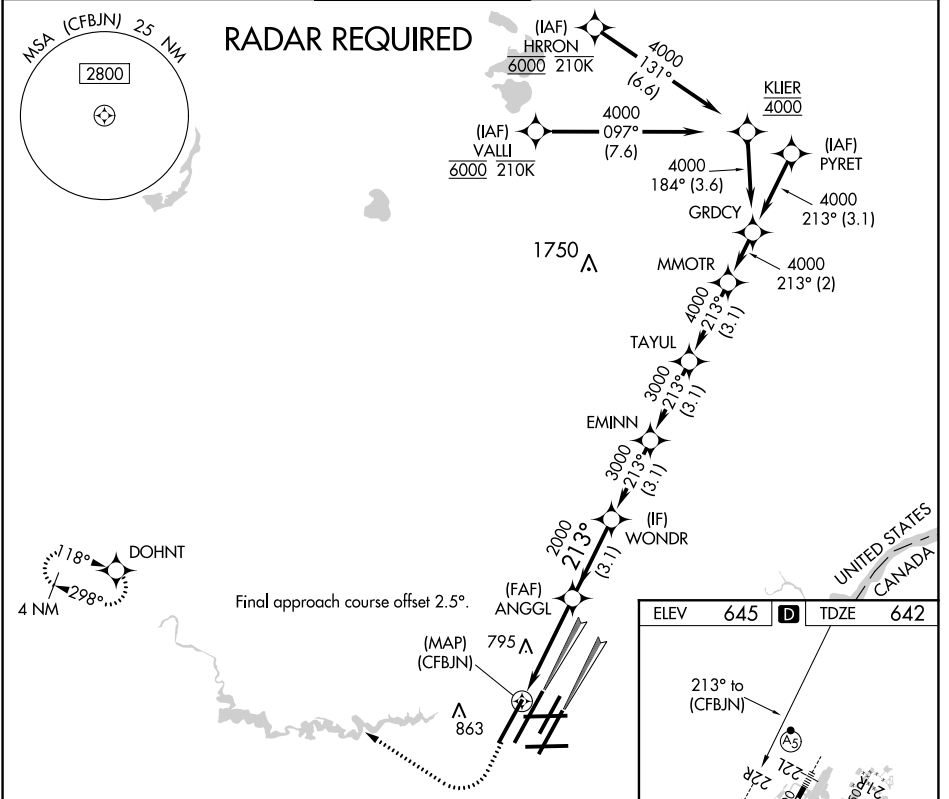 MSA (CFBJN) 25 NM
2800
RADAR REQUIRED
(IAF)
HRRON
6000 210K
4000
131°
(6.6)
KLIER
4000
(IAF)
VALLI
6000 210K
4000
097°
(7.6)
(IAF)
PYRET
4000
184° (3.6)
4000
213° (3.1)
GRDCY
1750
MMOTR
4000
213° (2)
4000
213°
(3.1)
TAYUL
3000
213°
(3.1)
EMINN
3000
213°
(3.1)
(IF)
WONDR
2000
213°
(3.1)
UNITED STATES
CANADA
118°
DOHNT
298°
4 NM
Final approach course offset 2.5°.
(FAF)
ANGGL
(MAP)
(CFBJN)
795
863
ELEV 645 D TDZE 642
213° to
(CFBJN)
A5
22R
22L
21R